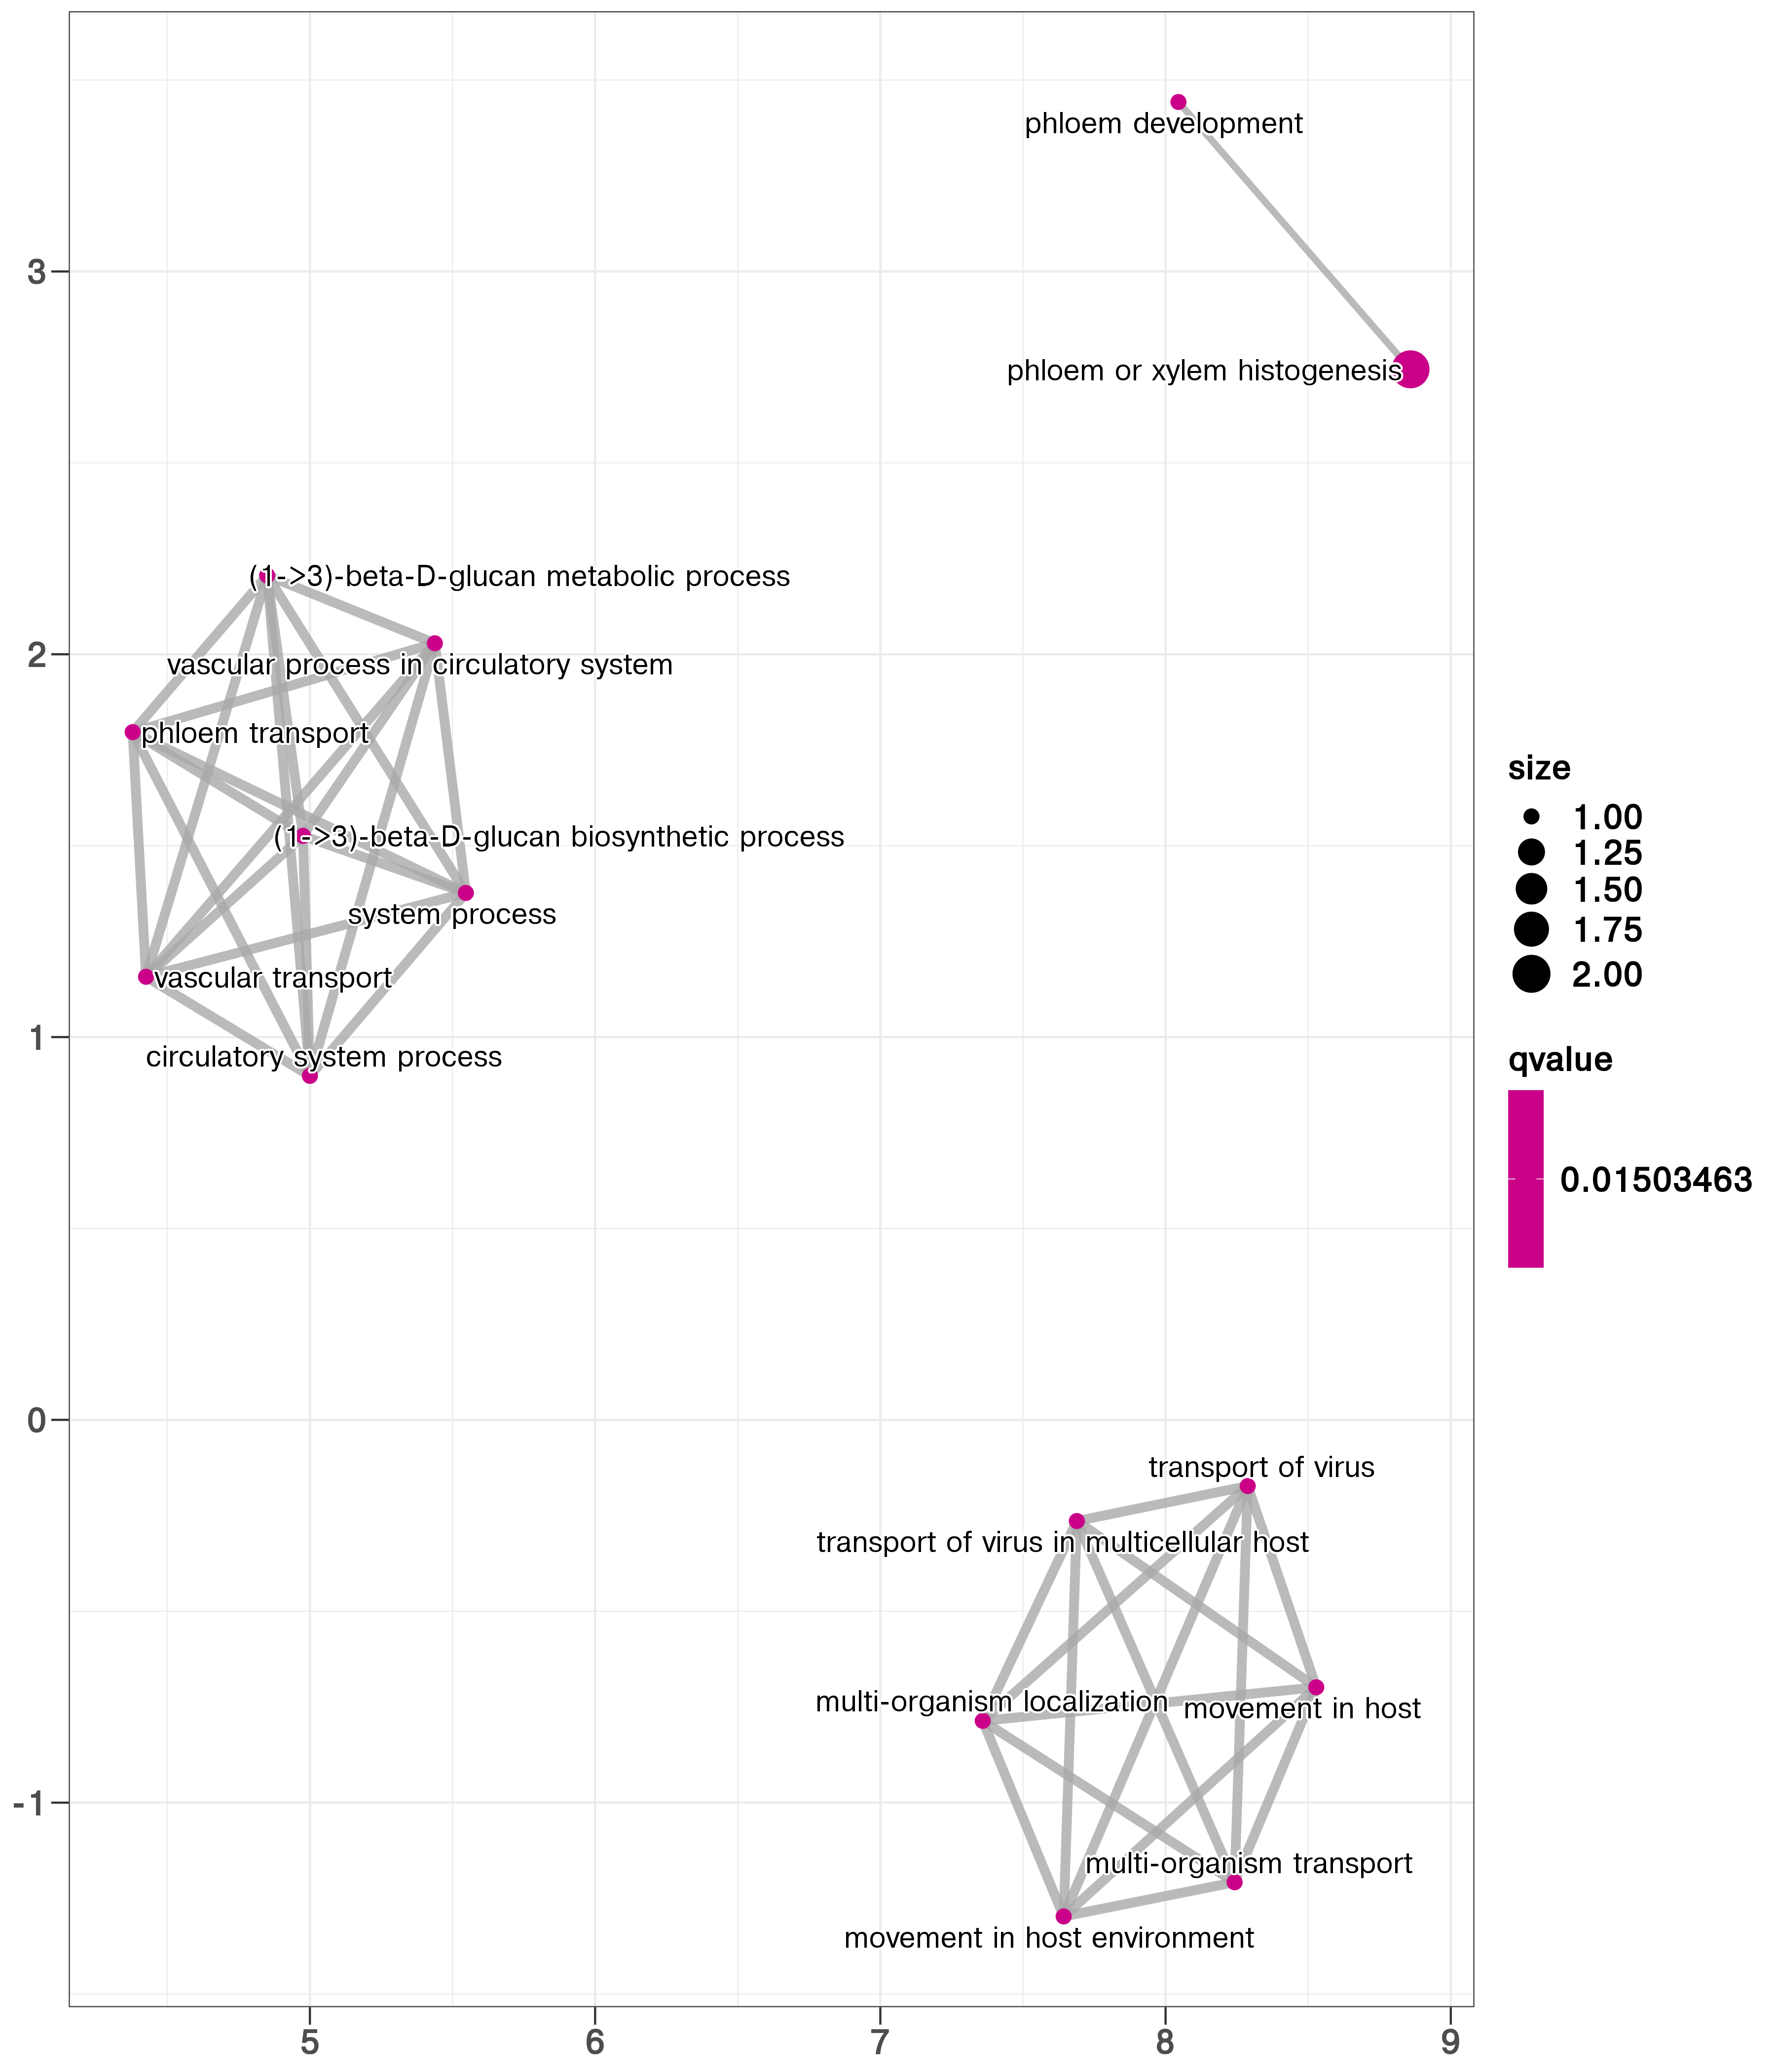 phloem development
3
phloem or xylem histogenesis
(1->3)-beta-D-glucan metabolic process
2
vascular process in circulatory system
phloem transport
(1->3)-beta-D-glucan biosynthetic process
system process
vascular transport
1
circulatory system process
0
transport of virus
transport of virus in multicellular host
multi-organism localization
movement in host
-1
multi-organism transport
movement in host environment
5 6 7 8 9
size
1.00
1.25
1.50
1.75
2.00
qvalue
0.01503463